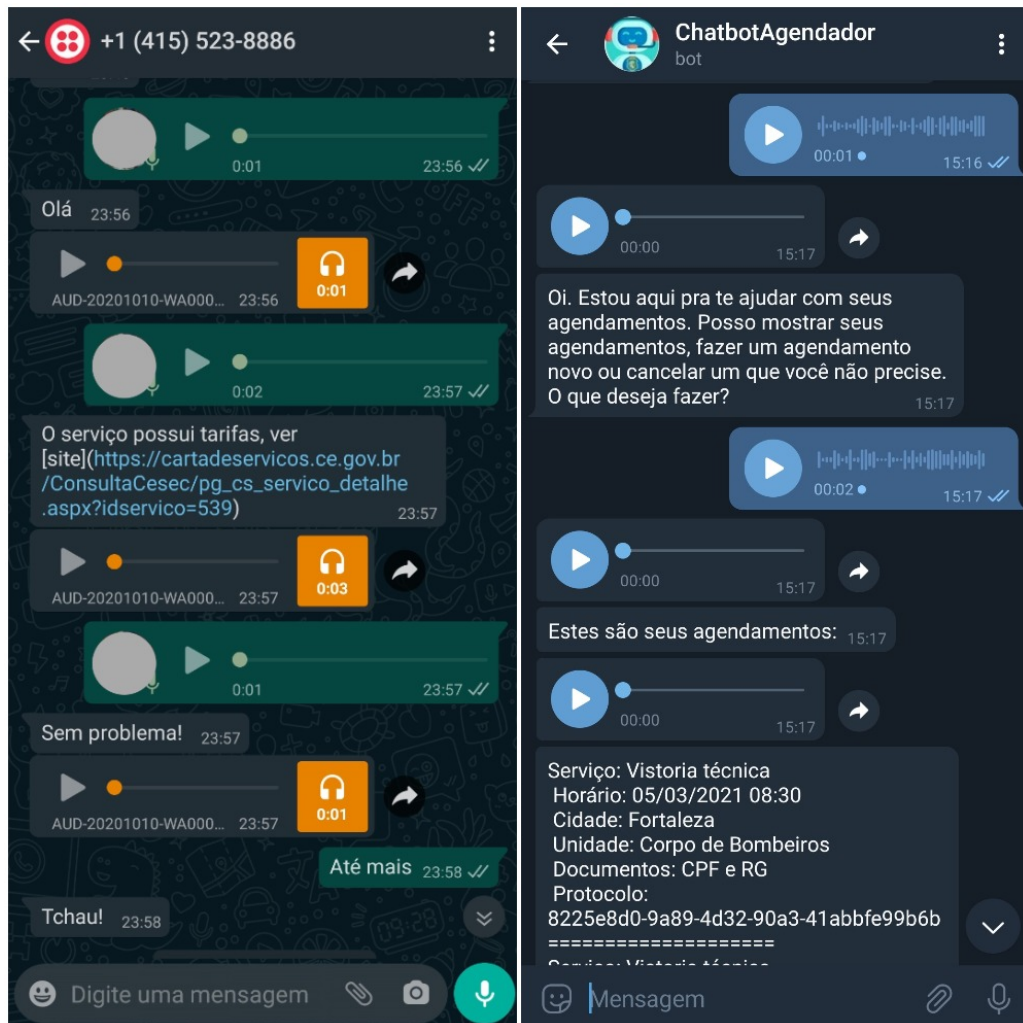 +1 (415) 523-8886
0:01
23:56
Olá 23:56
0:01
AUD-20201010-WA000... 23:56
0:02
23:57
O serviço possui tarifas, ver
[site](https://cartadeservicos.ce.gov.br
/ConsultaCesec/pg_cs_servico_detalhe
.aspx?idservico=539)
23:57
0:03
AUD-20201010-WA000... 23:57
0:01
23:57
Sem problema! 23:57
0:01
AUD-20201010-WA000... 23:57
Até mais 23:58
Tchau! 23:58
Digite uma mensagem
ChatbotAgendador
bot
00:01
15:16
00:00
15:17
Oi. Estou aqui pra te ajudar com seus
agendamentos. Posso mostrar seus
agendamentos, fazer um agendamento
novo ou cancelar um que você não precise.
O que deseja fazer?
15:17
00:02
15:17
00:00
15:17
Estes são seus agendamentos: 15:17
00:00
15:17
Serviço: Vistoria técnica
Horário: 05/03/2021 08:30
Cidade: Fortaleza
Unidade: Corpo de Bombeiros
Documentos: CPF e RG
Protocolo:
8225e8d0-9a89-4d32-90a3-41abbfe99b6b
====================
Mensagem